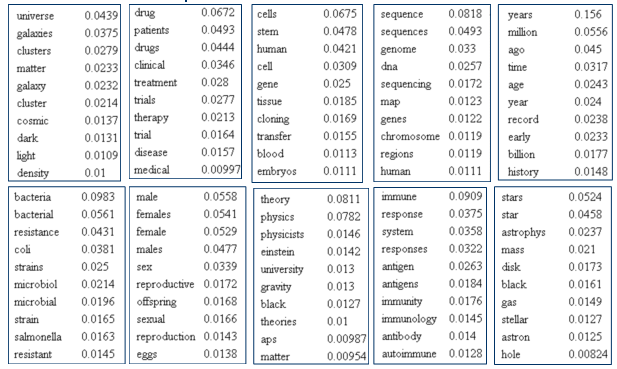 universe 0.0439
galaxies 0.0375
clusters 0.0279
matter 0.0233
galaxy 0.0232
cluster 0.0214
cosmic 0.0137
dark 0.0131
light 0.0109
density 0.01
drug 0.0672
patients 0.0493
drugs 0.0444
clinical 0.0346
treatment 0.028
trials 0.0277
therapy 0.0213
trial 0.0164
disease 0.0157
medical 0.00997
cells 0.0675
stem 0.0478
human 0.0421
cell 0.0309
gene 0.025
tissue 0.0185
cloning 0.0169
transfer 0.0155
blood 0.0113
embryos 0.0111
sequence 0.0818
sequences 0.0493
genome 0.033
dna 0.0257
sequencing 0.0172
map 0.0123
genes 0.0122
chromosome 0.0119
regions 0.0119
human 0.0111
years 0.156
million 0.0556
ago 0.045
time 0.0317
age 0.0243
year 0.024
record 0.0238
early 0.0233
billion 0.0177
history 0.0148
bacteria 0.0983
bacterial 0.0561
resistance 0.0431
coli 0.0381
strains 0.025
microbiol 0.0214
microbial 0.0196
strain 0.0165
salmonella 0.0163
resistant 0.0145
male 0.0558
females 0.0541
female 0.0529
males 0.0477
sex 0.0339
reproductive 0.0172
offspring 0.0168
sexual 0.0166
reproduction 0.0143
eggs 0.0138
theory 0.0811
physics 0.0782
physicists 0.0146
einstein 0.0142
university 0.013
gravity 0.013
black 0.0127
theories 0.01
aps 0.00987
matter 0.00954
immune 0.0909
response 0.0375
system 0.0358
responses 0.0322
antigen 0.0263
antigens 0.0184
immunity 0.0176
immunology 0.0145
antibody 0.014
autoimmune 0.0128
stars 0.0524
star 0.0458
astrophys 0.0237
mass 0.021
disk 0.0173
black 0.0161
gas 0.0149
stellar 0.0127
astron 0.0125
hole 0.00824